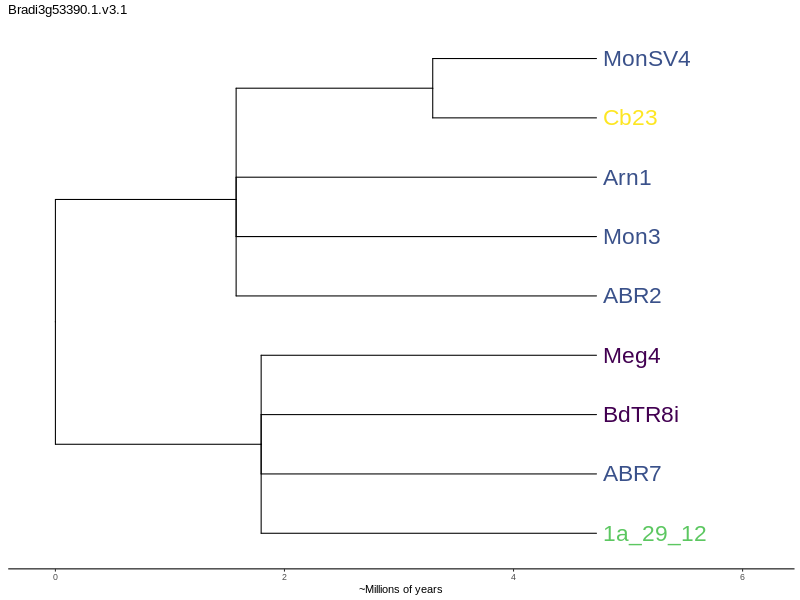 Bradi3g53390.1.v3.1
MonSV4
Cb23
Arn1
Mon3
ABR2
Meg4
BdTR8i
ABR7
1a_29_12
0 2 4 6
~Millions of years